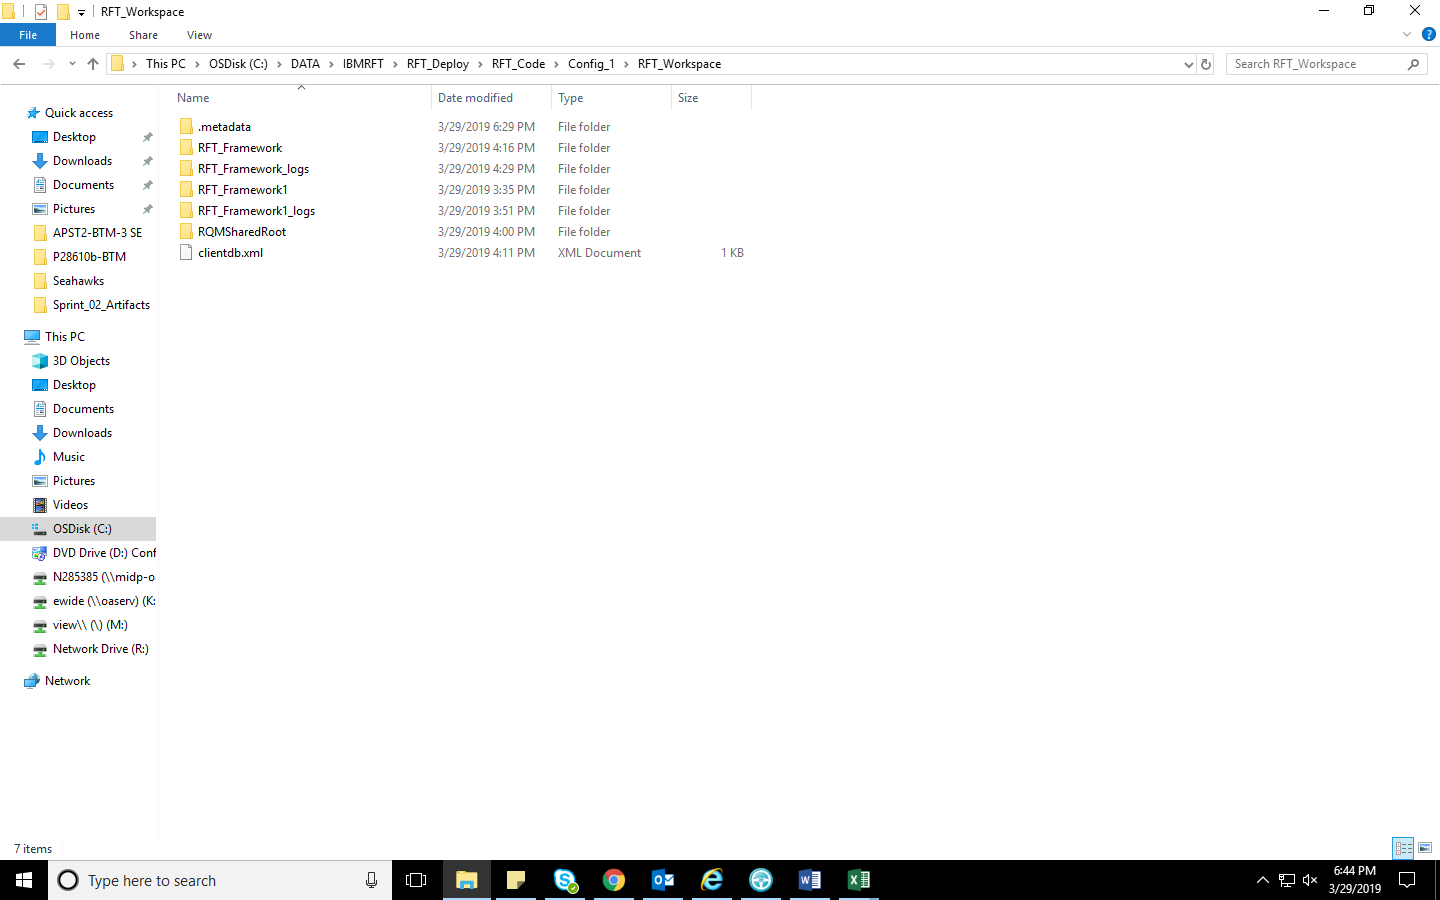 RFT_Workspace
File Home Share View
This PC OSDisk (C:) DATA IBMRFT RFT_Deploy RFT_Code Config_1 RFT_Workspace Search RFT_Workspace
Name Date modified Type Size
.metadata 3/29/2019 6:29 PM File folder
RFT_Framework 3/29/2019 4:16 PM File folder
RFT_Framework_logs 3/29/2019 4:29 PM File folder
RFT_Framework1 3/29/2019 3:35 PM File folder
RFT_Framework1_logs 3/29/2019 3:51 PM File folder
RQMSharedRoot 3/29/2019 4:00 PM File folder
clientdb.xml 3/29/2019 4:11 PM XML Document 1 KB
Quick access
Desktop
Downloads
Documents
Pictures
APST2-BTM-3 SE
P28610b-BTM
Seahawks
Sprint_02_Artifacts
This PC
3D Objects
Desktop
Documents
Downloads
Music
Pictures
Videos
OSDisk (C:)
DVD Drive (D:) Conf
N285385 (\\midp-o
ewide (\\oaserv) (K:
view\\ (\) (M:)
Network Drive (R:)
Network
7 items
Type here to search
6:44 PM
3/29/2019